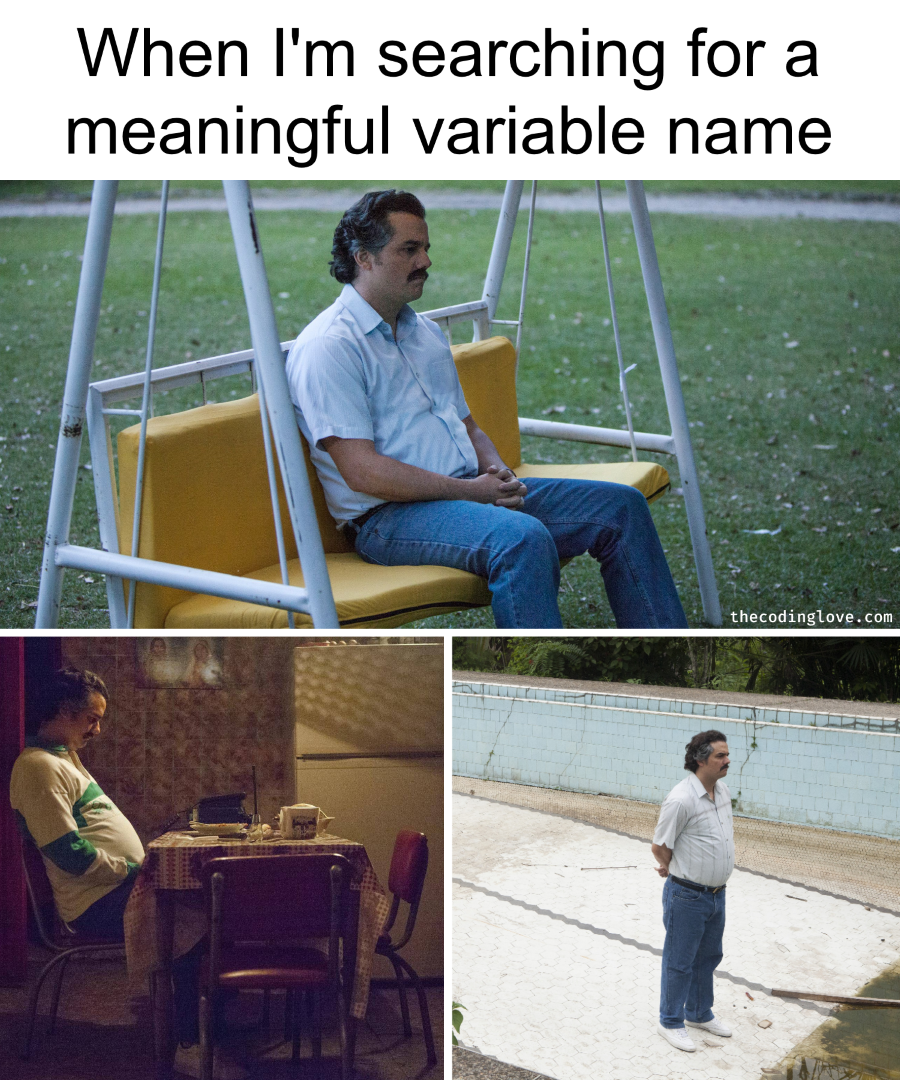 When I'm searching for a
meaningful variable name
thecodinglove.com